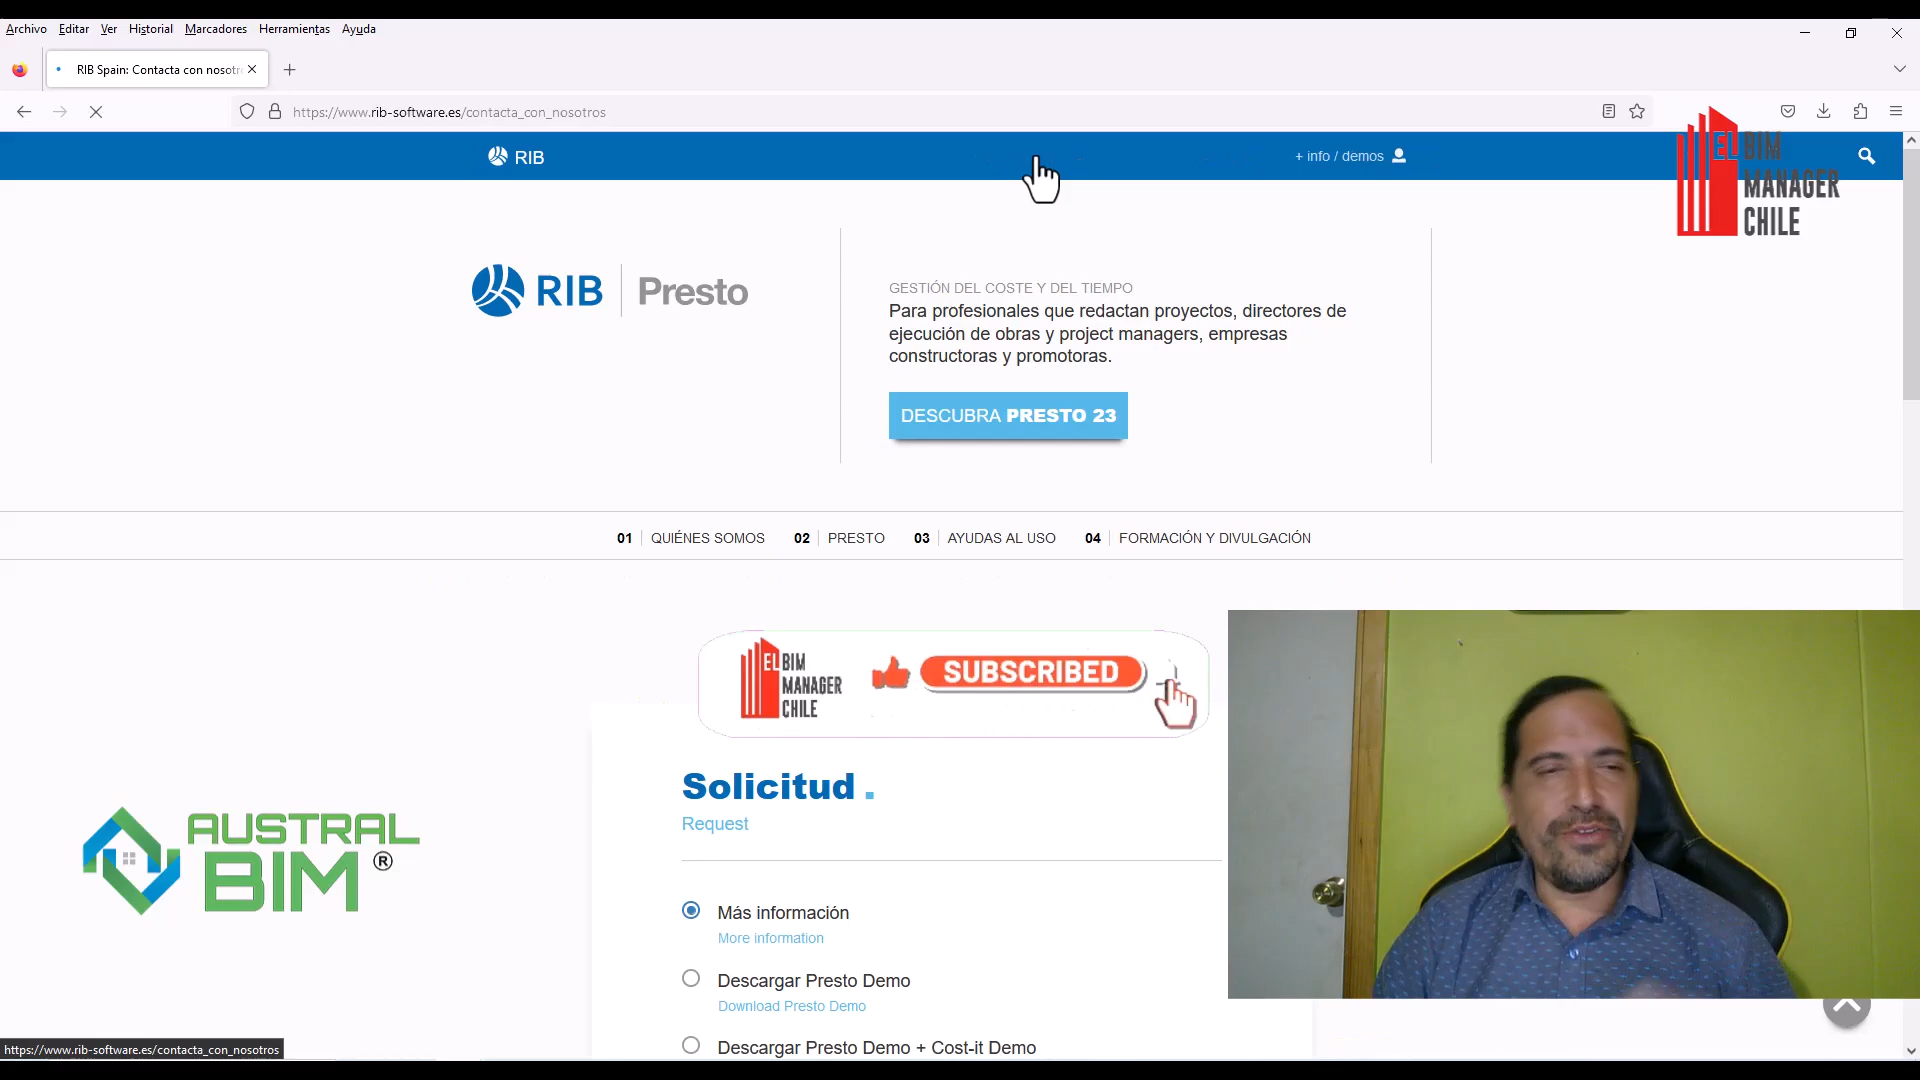 Archivo Editar Ver Historial Marcadores Herramientas Ayuda
RIB Spain: Contacta con nosotr
https://www.rib-software.es/contacta_con_nosotros
RIB
+ info / demos
EL BIM
MANAGER
CHILE
RIB Presto
GESTIÓN DEL COSTE Y DEL TIEMPO
Para profesionales que redactan proyectos, directores de
ejecución de obras y project managers, empresas
constructoras y promotoras.
DESCUBRA PRESTO 23
01 QUIÉNES SOMOS 02 PRESTO 03 AYUDAS AL USO 04 FORMACIÓN Y DIVULGACIÓN
EL BIM
MANAGER
CHILE
SUBSCRIBED
Solicitud .
Request
AUSTRAL
BIM ®
Más información
More information
Descargar Presto Demo
Download Presto Demo
Descargar Presto Demo + Cost-it Demo
https://www.rib-software.es/contacta_con_nosotros